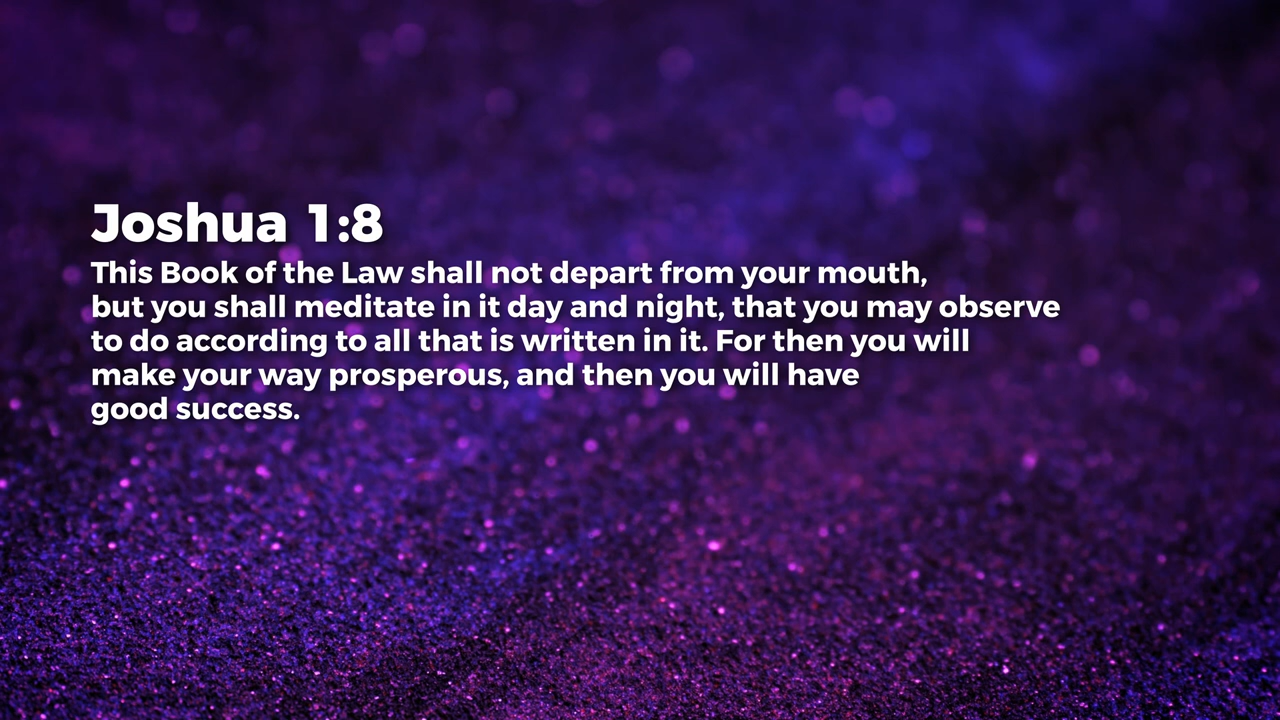 Joshua 1:8
This Book of the Law shall not depart from your mouth,
but you shall meditate in it day and night, that you may observe
to do according to all that is written in it. For then you will
make your way prosperous, and then you will have
good success.